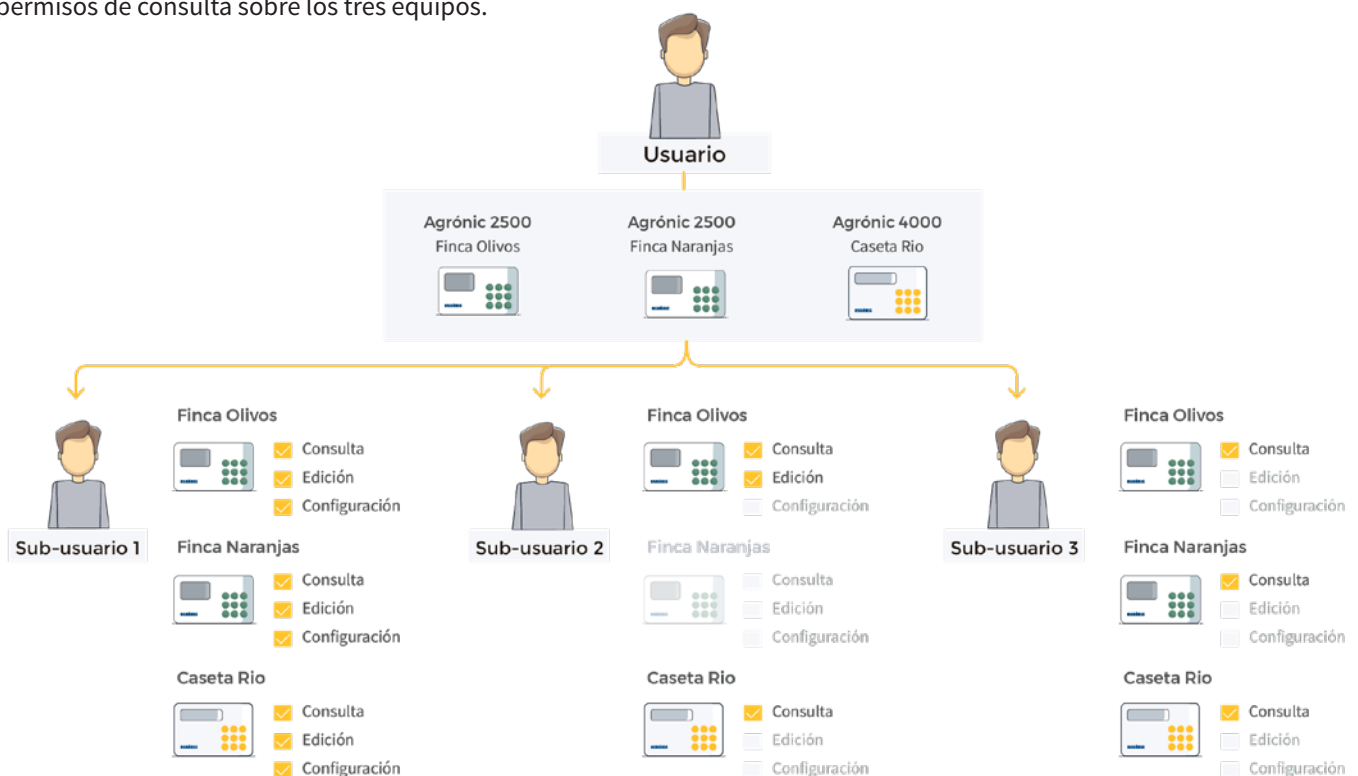 permisos de consulta sobre los tres equipos.
Usuario
Agrónic 2500
Finca Olivos
Agrónic 2500
Finca Naranjas
Agrónic 4000
Caseta Rio
Sub-usuario 1
Finca Olivos
Consulta
Edición
Configuración
Finca Naranjas
Consulta
Edición
Configuración
Caseta Rio
Consulta
Edición
Configuración
Sub-usuario 2
Finca Olivos
Consulta
Edición
Configuración
Finca Naranjas
Consulta
Edición
Configuración
Caseta Rio
Consulta
Edición
Configuración
Sub-usuario 3
Finca Olivos
Consulta
Edición
Configuración
Finca Naranjas
Consulta
Edición
Configuración
Caseta Rio
Consulta
Edición
Configuración